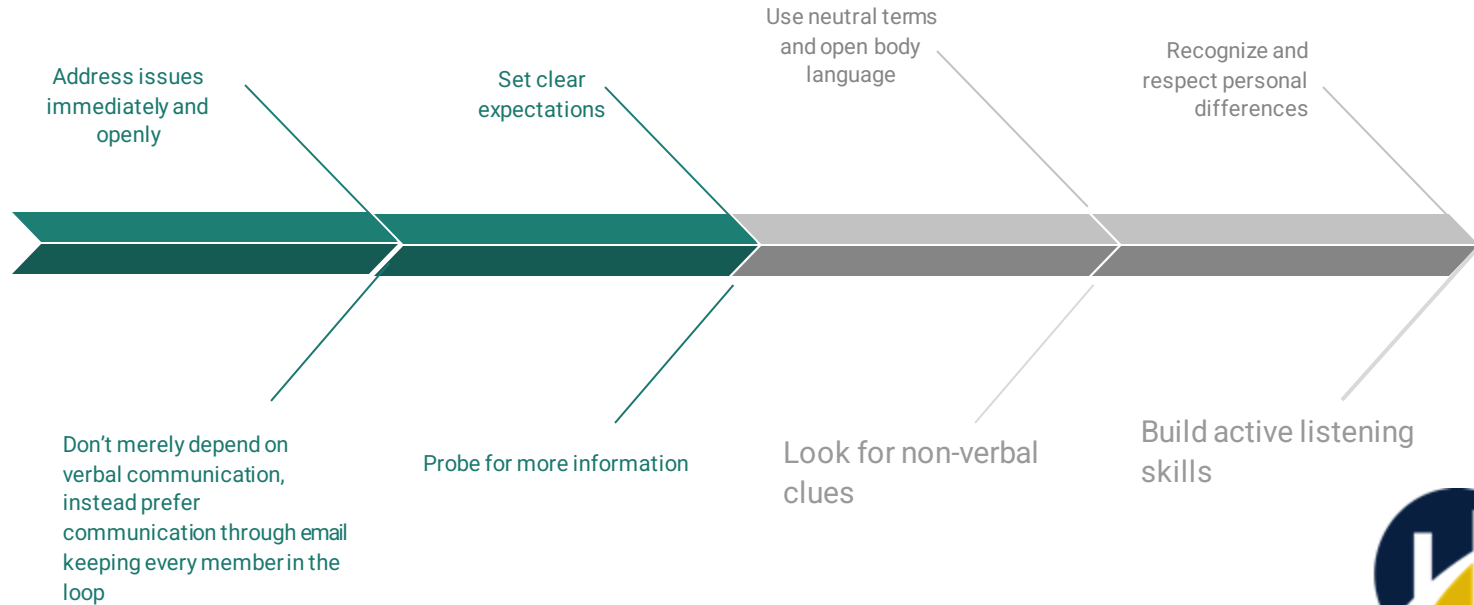 Address issues
immediately and
openly
Set clear
expectations
Use neutral terms
and open body
language
Recognize and
respect personal
differences
Don’t merely depend on
verbal communication,
instead prefer
communication through email
keeping every member in the
loop
Probe for more information
Look for non-verbal
clues
Build active listening
skills